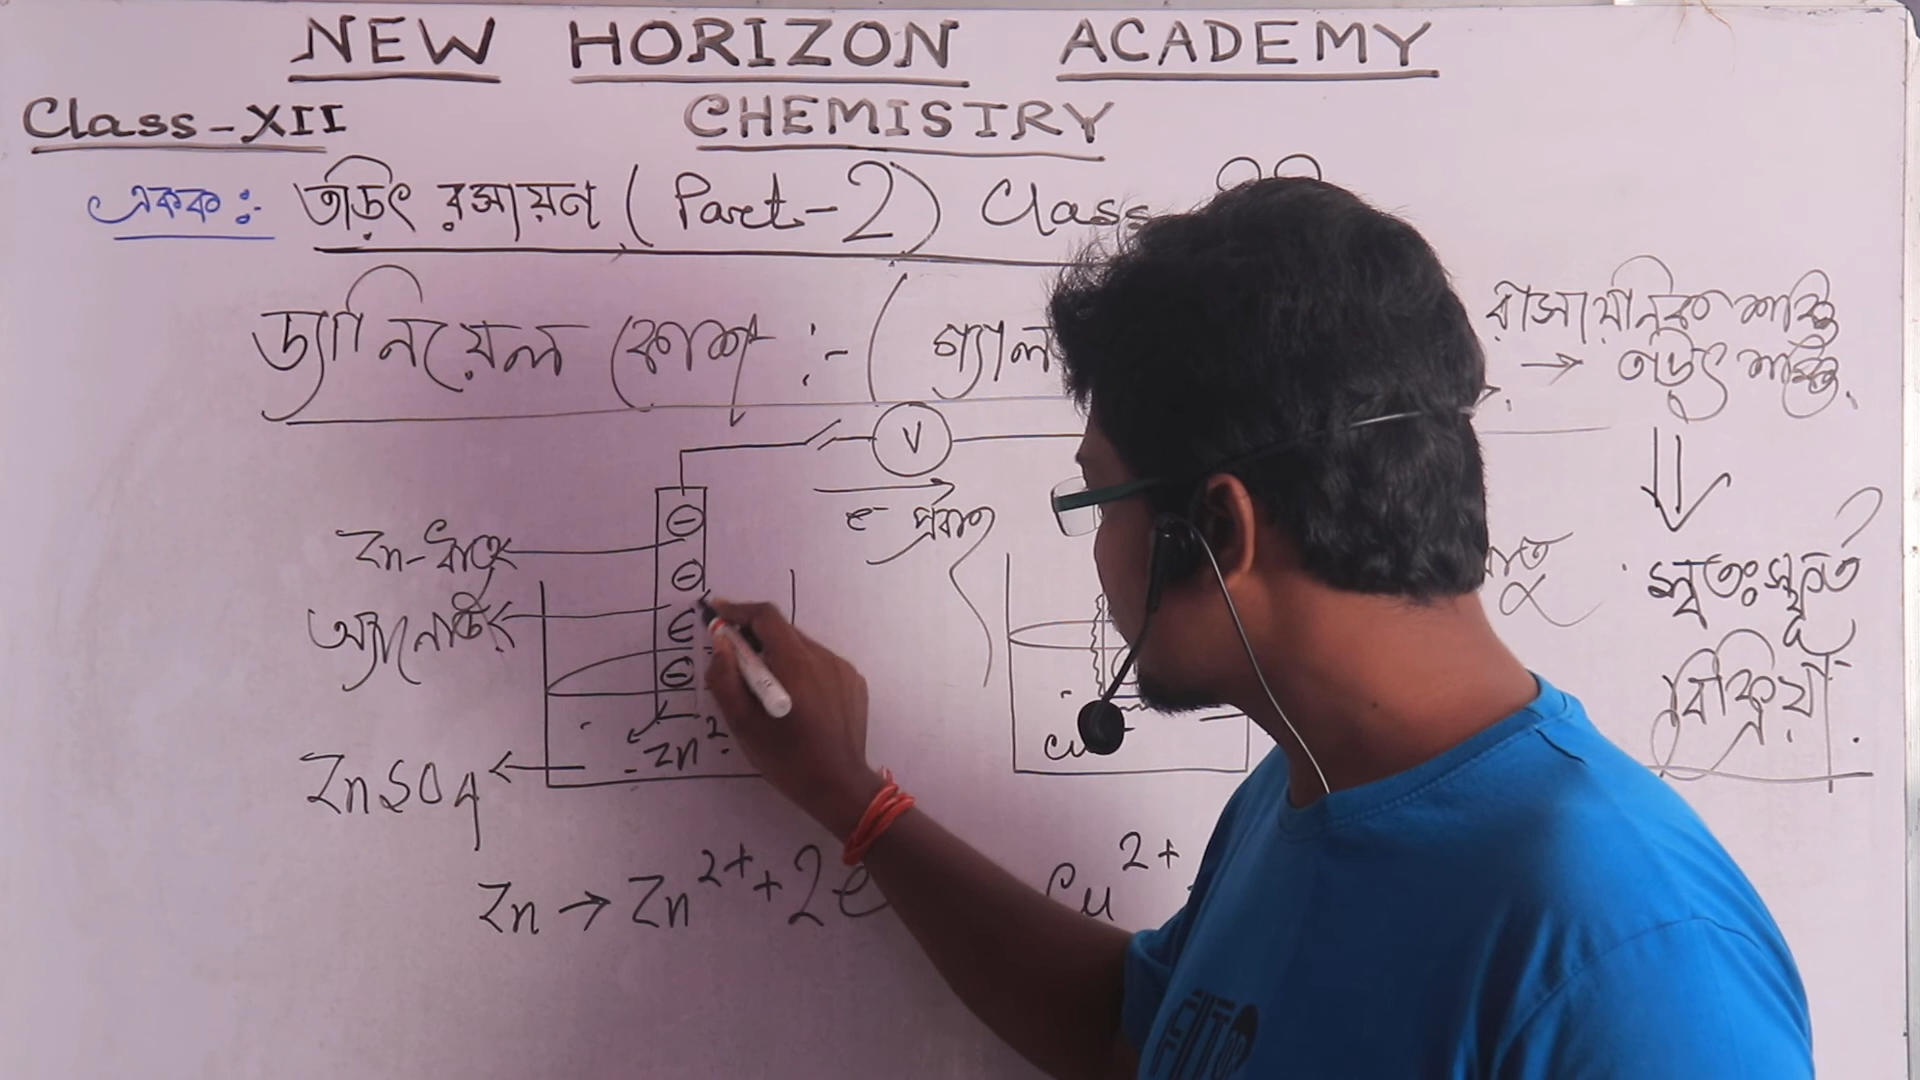 NEW HORIZON ACADEMY
Class-XII CHEMISTRY
একক:- তড়িৎ রসায়ন (Part-2) Class
ড্যানিয়েল কোশ :- (গ্যাল
রাসায়নিক শক্তি
→ তড়িৎ শক্তি.
V
e⁻ প্রবাহ
Zn-ধাতু
অ্যানোড
স্বতঃস্ফূর্ত
বিক্রিয়া.
Zn²
ZnSO4
Cu
Zn → Zn²⁺ + 2e
Cu²⁺